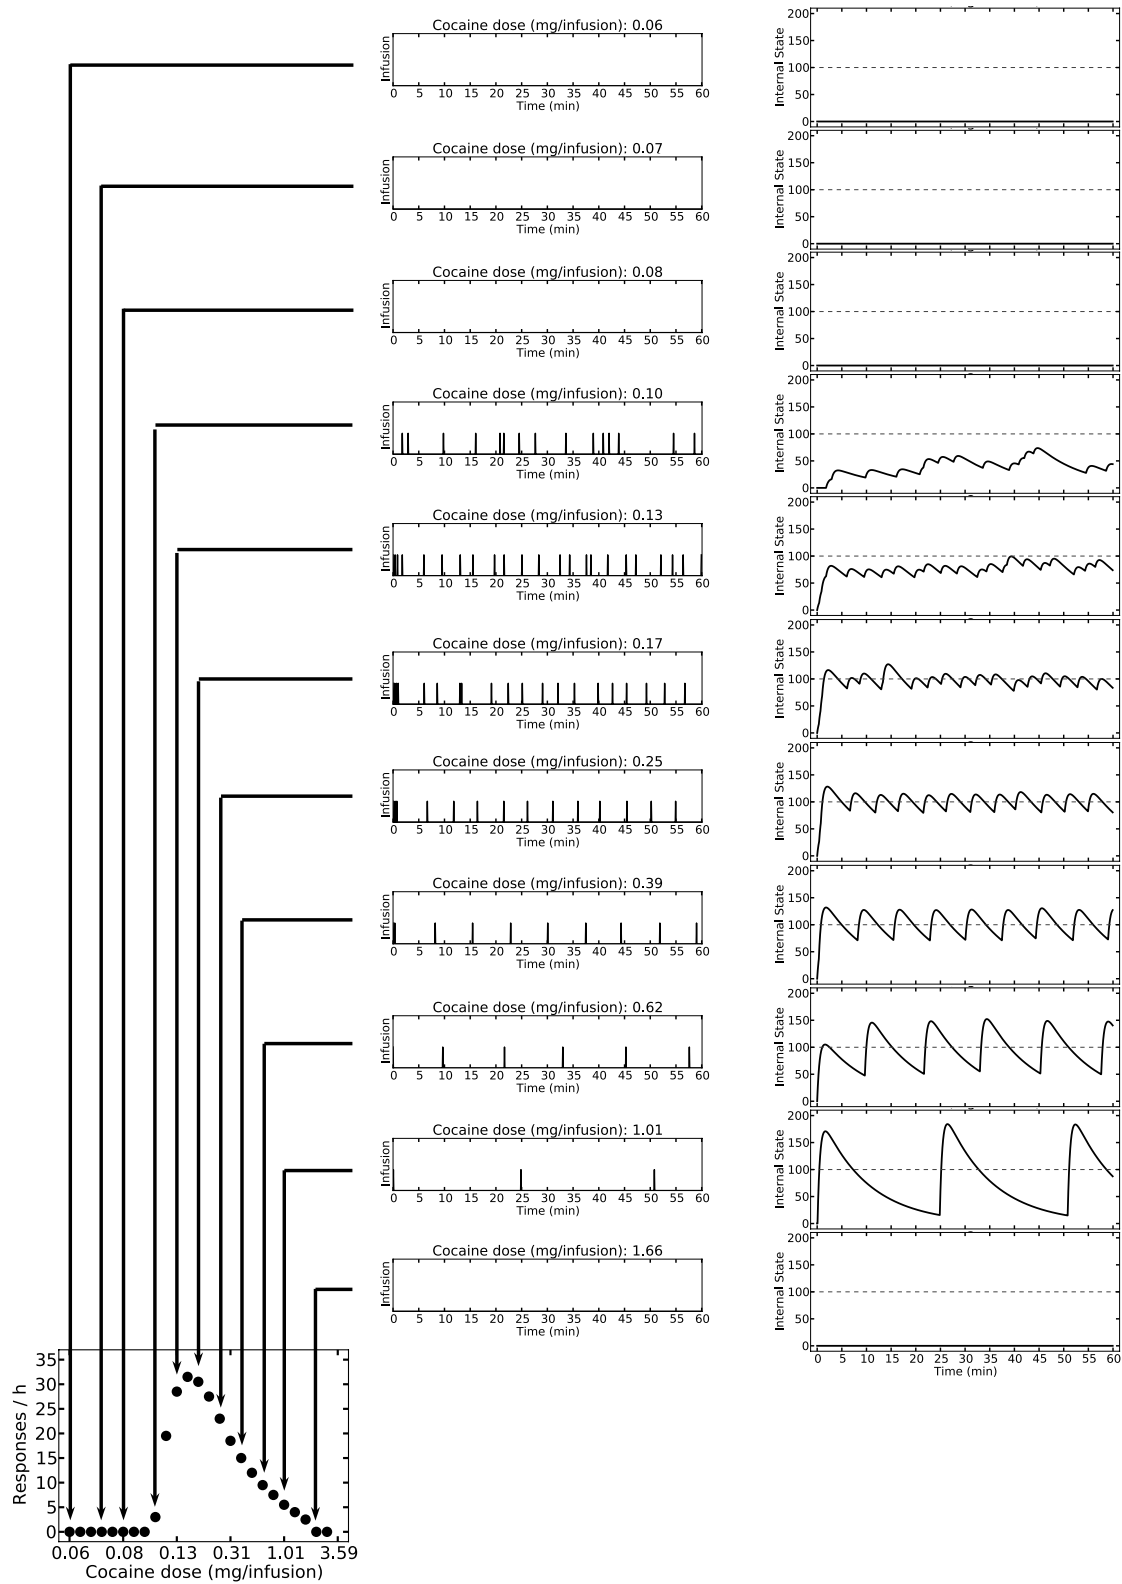 Cocaine dose (mg/infusion): 0.06
Infusion
0 5 10 15 20 25 30 35 40 45 50 55 60
Time (min)
200
150
100
50
0
Internal State
Cocaine dose (mg/infusion): 0.07
Infusion
0 5 10 15 20 25 30 35 40 45 50 55 60
Time (min)
200
150
100
50
0
Internal State
Cocaine dose (mg/infusion): 0.08
Infusion
0 5 10 15 20 25 30 35 40 45 50 55 60
Time (min)
200
150
100
50
0
Internal State
Cocaine dose (mg/infusion): 0.10
Infusion
0 5 10 15 20 25 30 35 40 45 50 55 60
Time (min)
200
150
100
50
0
Internal State
Cocaine dose (mg/infusion): 0.13
Infusion
0 5 10 15 20 25 30 35 40 45 50 55 60
Time (min)
200
150
100
50
0
Internal State
Cocaine dose (mg/infusion): 0.17
Infusion
0 5 10 15 20 25 30 35 40 45 50 55 60
Time (min)
200
150
100
50
0
Internal State
Cocaine dose (mg/infusion): 0.25
Infusion
0 5 10 15 20 25 30 35 40 45 50 55 60
Time (min)
200
150
100
50
0
Internal State
Cocaine dose (mg/infusion): 0.39
Infusion
0 5 10 15 20 25 30 35 40 45 50 55 60
Time (min)
200
150
100
50
0
Internal State
Cocaine dose (mg/infusion): 0.62
Infusion
0 5 10 15 20 25 30 35 40 45 50 55 60
Time (min)
200
150
100
50
0
Internal State
Cocaine dose (mg/infusion): 1.01
Infusion
0 5 10 15 20 25 30 35 40 45 50 55 60
Time (min)
200
150
100
50
0
Internal State
Cocaine dose (mg/infusion): 1.66
Infusion
0 5 10 15 20 25 30 35 40 45 50 55 60
Time (min)
200
150
100
50
0
Internal State
0 5 10 15 20 25 30 35 40 45 50 55 60
Time (min)
35
30
25
20
15
10
5
0
Responses / h
0.06 0.08 0.13 0.31 1.01 3.59
Cocaine dose (mg/infusion)